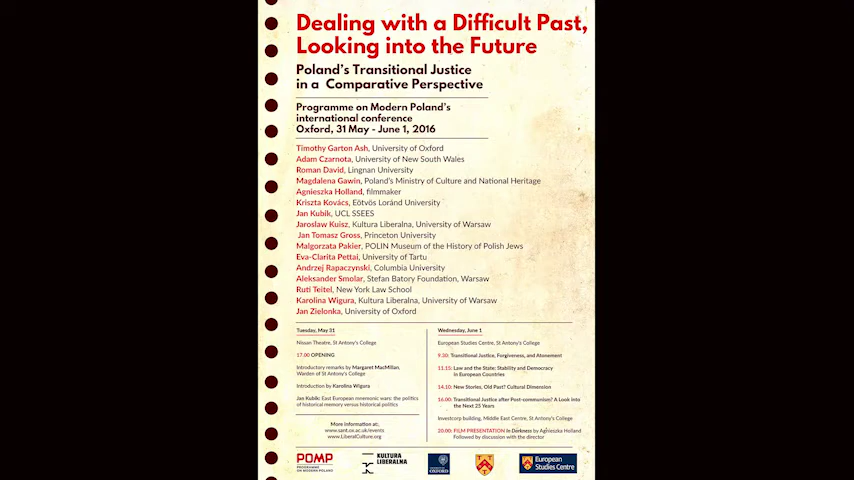 Dealing with a Difficult Past,
Looking into the Future
Poland's Transitional Justice
in a Comparative Perspective
Programme on Modern Poland's
international conference
Oxford, 31 May - June 1, 2016
Timothy Garton Ash, University of Oxford
Adam Czarnota, University of New South Wales
Roman David, Lingnan University
Magdalena Gawin, Poland's Ministry of Culture and National Heritage
Agnieszka Holland, filmmaker
Kriszta Kovács, Eötvös Loránd University
Jan Kubik, UCL SSEES
Jaroslaw Kuisz, Kultura Liberalna, University of Warsaw
Jan Tomasz Gross, Princeton University
Malgorzata Pakier, POLIN Museum of the History of Polish Jews
Eva-Clarita Pettai, University of Tartu
Andrzej Rapaczynski, Columbia University
Aleksander Smolar, Stefan Batory Foundation, Warsaw
Ruti Teitel, New York Law School
Karolina Wigura, Kultura Liberalna, University of Warsaw
Jan Zielonka, University of Oxford
Tuesday, May 31
Nissan Theatre, St Antony's College
17.00 OPENING
Introductory remarks by Margaret MacMillan,
Warden of St Antony's College
Introduction by Karolina Wigura
Jan Kubik: East European mnemonic wars: the politics
of historical memory versus historical politics
More information at:
www.sant.ox.ac.uk/events
www.LiberalCulture.org
Wednesday, June 1
European Studies Centre, St Antony's College
9.30: Transitional Justice, Forgiveness, and Atonement
11.15: Law and the State: Stability and Democracy
in European Countries
14.10: New Stories, Old Past? Cultural Dimension
16.00: Transitional Justice after Post-communism? A Look into
the Next 25 Years
Investcorp building, Middle East Centre, St Antony's College
20.00: FILM PRESENTATION In Darkness by Agnieszka Holland
Followed by discussion with the director
POMP
PROGRAMME
ON MODERN POLAND
KULTURA
LIBERALNA
OXFORD
European
Studies Centre